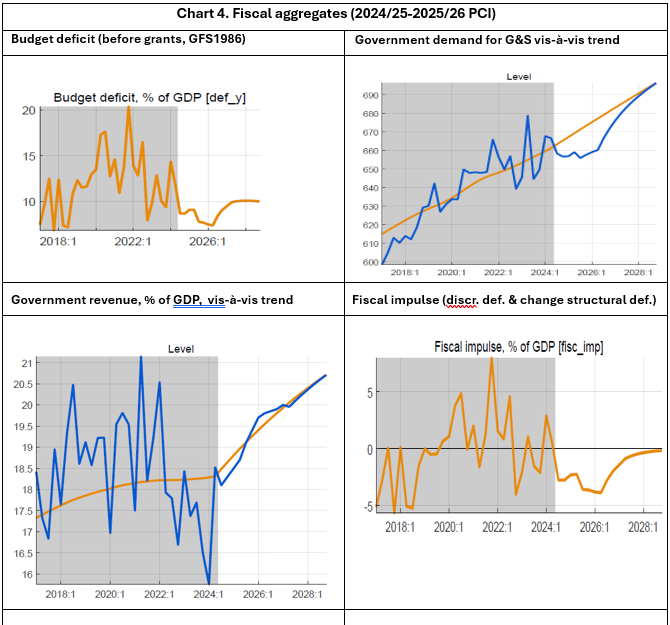 Chart 4. Fiscal aggregates (2024/25-2025/26 PCI)
Budget deficit (before grants, GFS1986)
Government demand for G&S vis-à-vis trend
Budget deficit, % of GDP [def_y]
20
15
10
2018:1 2022:1 2026:1
Level
690
680
670
660
650
640
630
620
610
600
2018:1 2020:1 2022:1 2024:1 2026:1 2028:1
Government revenue, % of GDP, vis-à-vis trend
Fiscal impulse (discr. def. & change structural def.)
Level
21
20.5
20
19.5
19
18.5
18
17.5
17
16.5
16
2018:1 2020:1 2022:1 2024:1 2026:1 2028:1
Fiscal impulse, % of GDP [fisc_imp]
5
0
-5
2018:1 2020:1 2022:1 2024:1 2026:1 2028:1